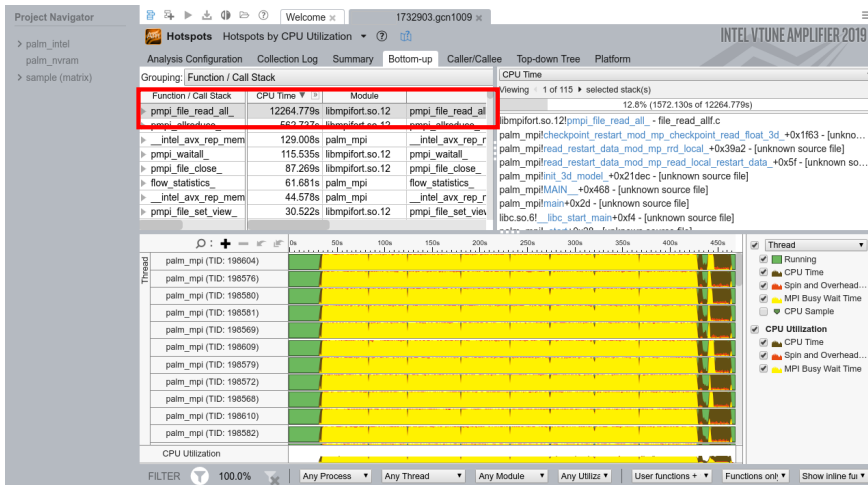 Project Navigator
Welcome ×
1732903.gcn1009 ×
> palm_intel
palm_nvram
> sample (matrix)
Hotspots Hotspots by CPU Utilization
INTEL VTUNE AMPLIFIER 2019
Analysis Configuration Collection Log Summary Bottom-up Caller/Callee Top-down Tree Platform
Grouping: Function / Call Stack
CPU Time
Viewing 1 of 115 selected stack(s)
12.8% (1572.130s of 12264.779s)
Function / Call Stack CPU Time Module
pmpi_file_read_all_ 12264.779s libmpifort.so.12 pmpi_file_read_al
pmpi_allreduce_ 562.737s libmpifort.so.12 pmpi_allreduce_
__intel_avx_rep_mem 129.008s palm_mpi __intel_avx_rep_r
pmpi_waitall_ 115.535s palm_mpi pmpi_waitall_
pmpi_file_close_ 87.269s libmpifort.so.12 pmpi_file_close_
flow_statistics_ 61.681s palm_mpi flow_statistics_
__intel_avx_rep_mem 44.578s palm_mpi __intel_avx_rep_r
pmpi_file_set_view_ 30.522s libmpifort.so.12 pmpi_file_set_view
libmpifort.so.12!pmpi_file_read_all_ - file_read_allf.c
palm_mpi!checkpoint_restart_mod_mp_checkpoint_read_float_3d_+0x1f63 - [unkno...
palm_mpi!read_restart_data_mod_mp_rrd_local_+0x39a2 - [unknown source file]
palm_mpi!read_restart_data_mod_mp_read_local_restart_data_+0x5f - [unknown so...
palm_mpi!init_3d_model_+0x21dec - [unknown source file]
palm_mpi!MAIN__+0x468 - [unknown source file]
palm_mpi!main+0x2d - [unknown source file]
libc.so.6!__libc_start_main+0xf4 - [unknown source file]
0s 50s 100s 150s 200s 250s 300s 350s 400s 450s
Thread
palm_mpi (TID: 198604)
palm_mpi (TID: 198576)
palm_mpi (TID: 198580)
palm_mpi (TID: 198581)
palm_mpi (TID: 198569)
palm_mpi (TID: 198609)
palm_mpi (TID: 198579)
palm_mpi (TID: 198572)
palm_mpi (TID: 198568)
palm_mpi (TID: 198610)
palm_mpi (TID: 198582)
CPU Utilization
Thread
Running
CPU Time
Spin and Overhead...
MPI Busy Wait Time
CPU Sample
CPU Utilization
CPU Time
Spin and Overhead...
MPI Busy Wait Time
FILTER 100.0% Any Process Any Thread Any Module Any Utiliza User functions + Functions only Show inline fur